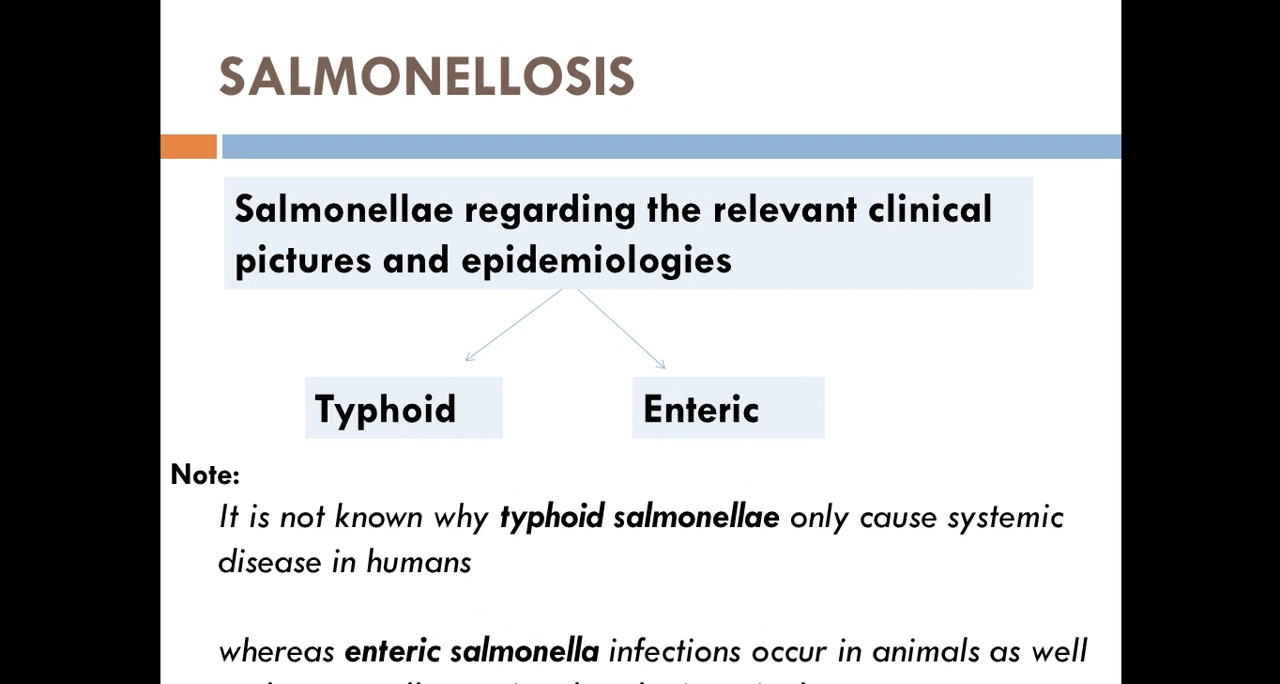 SALMONELLOSIS
Salmonellae regarding the relevant clinical
pictures and epidemiologies
Typhoid
Enteric
Note:
It is not known why typhoid salmonellae only cause systemic
disease in humans
whereas enteric salmonella infections occur in animals as well